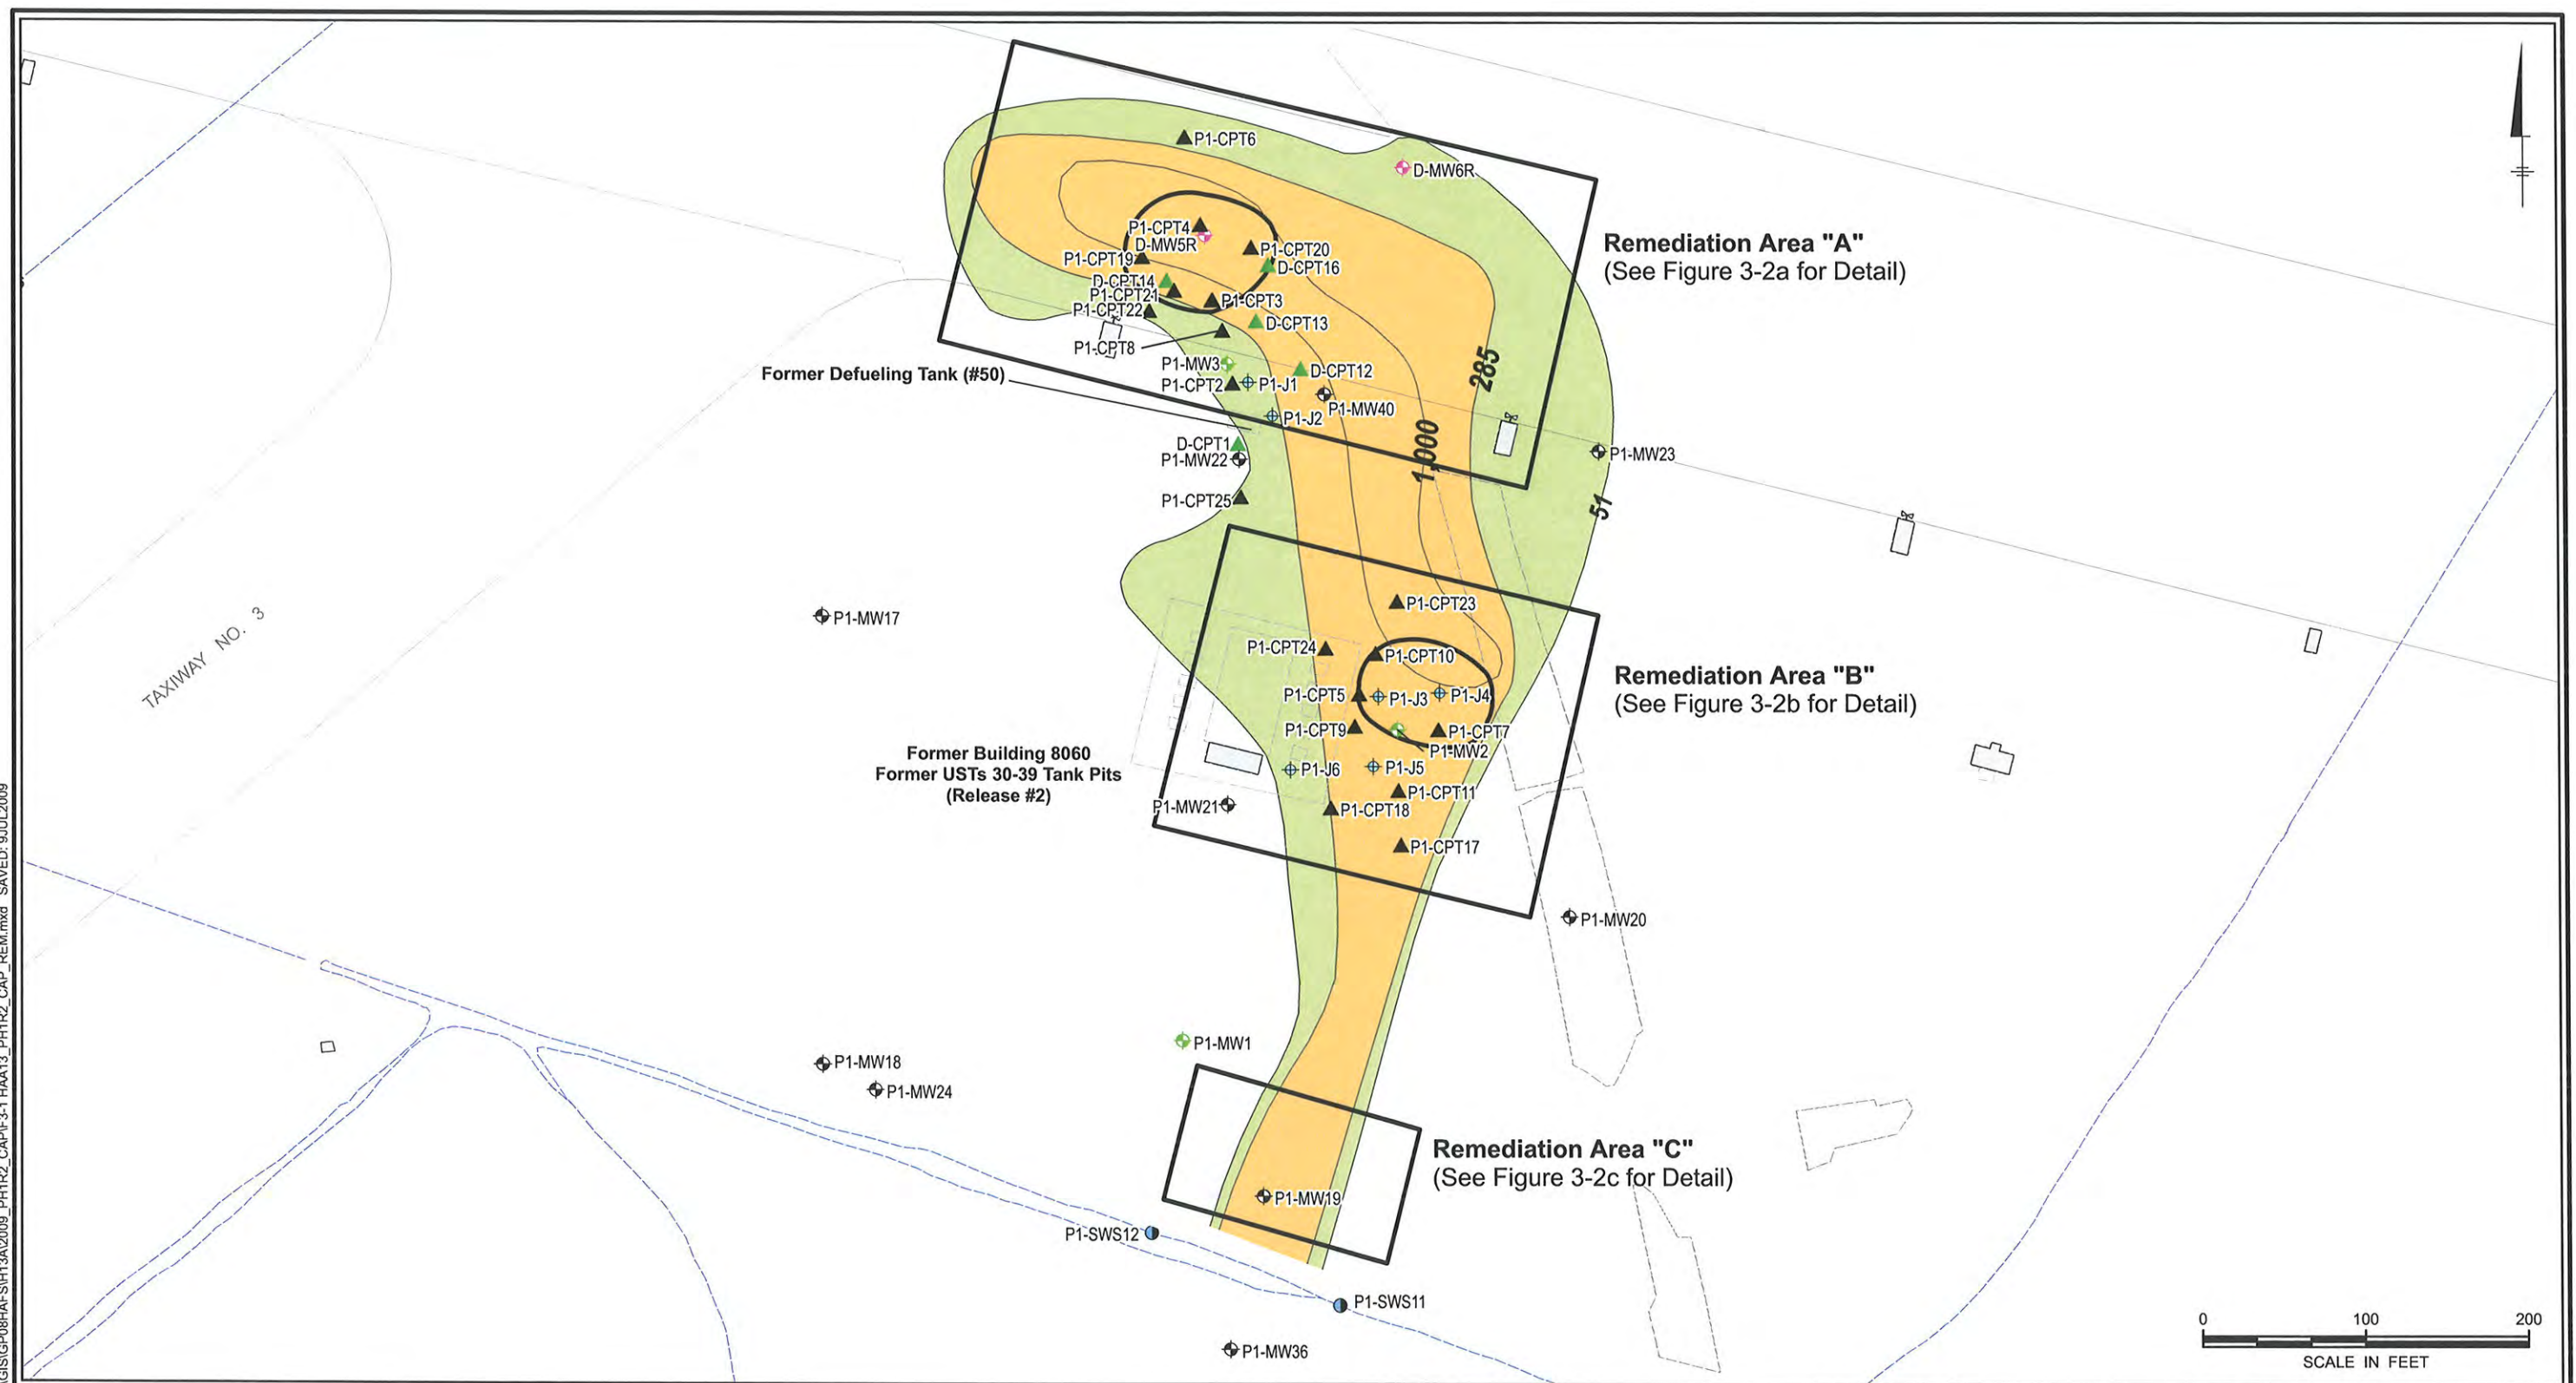 P1-CPT6
D-MW6R
P1-CPT4
D-MW5R
P1-CPT20
P1-CPT19
D-CPT16
D-CPT14
P1-CPT21
P1-CPT3
P1-CPT22
D-CPT13
P1-CPT8
P1-MW3
D-CPT12
P1-CPT2
P1-J1
P1-MW40
P1-J2
Remediation Area "A"
(See Figure 3-2a for Detail)
285
1,000
51
Former Defueling Tank (#50)
D-CPT1
P1-MW22
P1-MW23
P1-CPT25
P1-MW17
TAXIWAY NO. 3
P1-CPT23
P1-CPT24
P1-CPT10
P1-CPT5
P1-J3
P1-J4
P1-CPT9
P1-CPT7
P1-MW2
P1-J6
P1-J5
P1-CPT11
P1-MW21
P1-CPT18
P1-CPT17
Remediation Area "B"
(See Figure 3-2b for Detail)
Former Building 8060
Former USTs 30-39 Tank Pits
(Release #2)
P1-MW20
P1-MW1
P1-MW18
P1-MW24
Remediation Area "C"
(See Figure 3-2c for Detail)
P1-MW19
P1-SWS12
P1-SWS11
P1-MW36
0 100 200
SCALE IN FEET